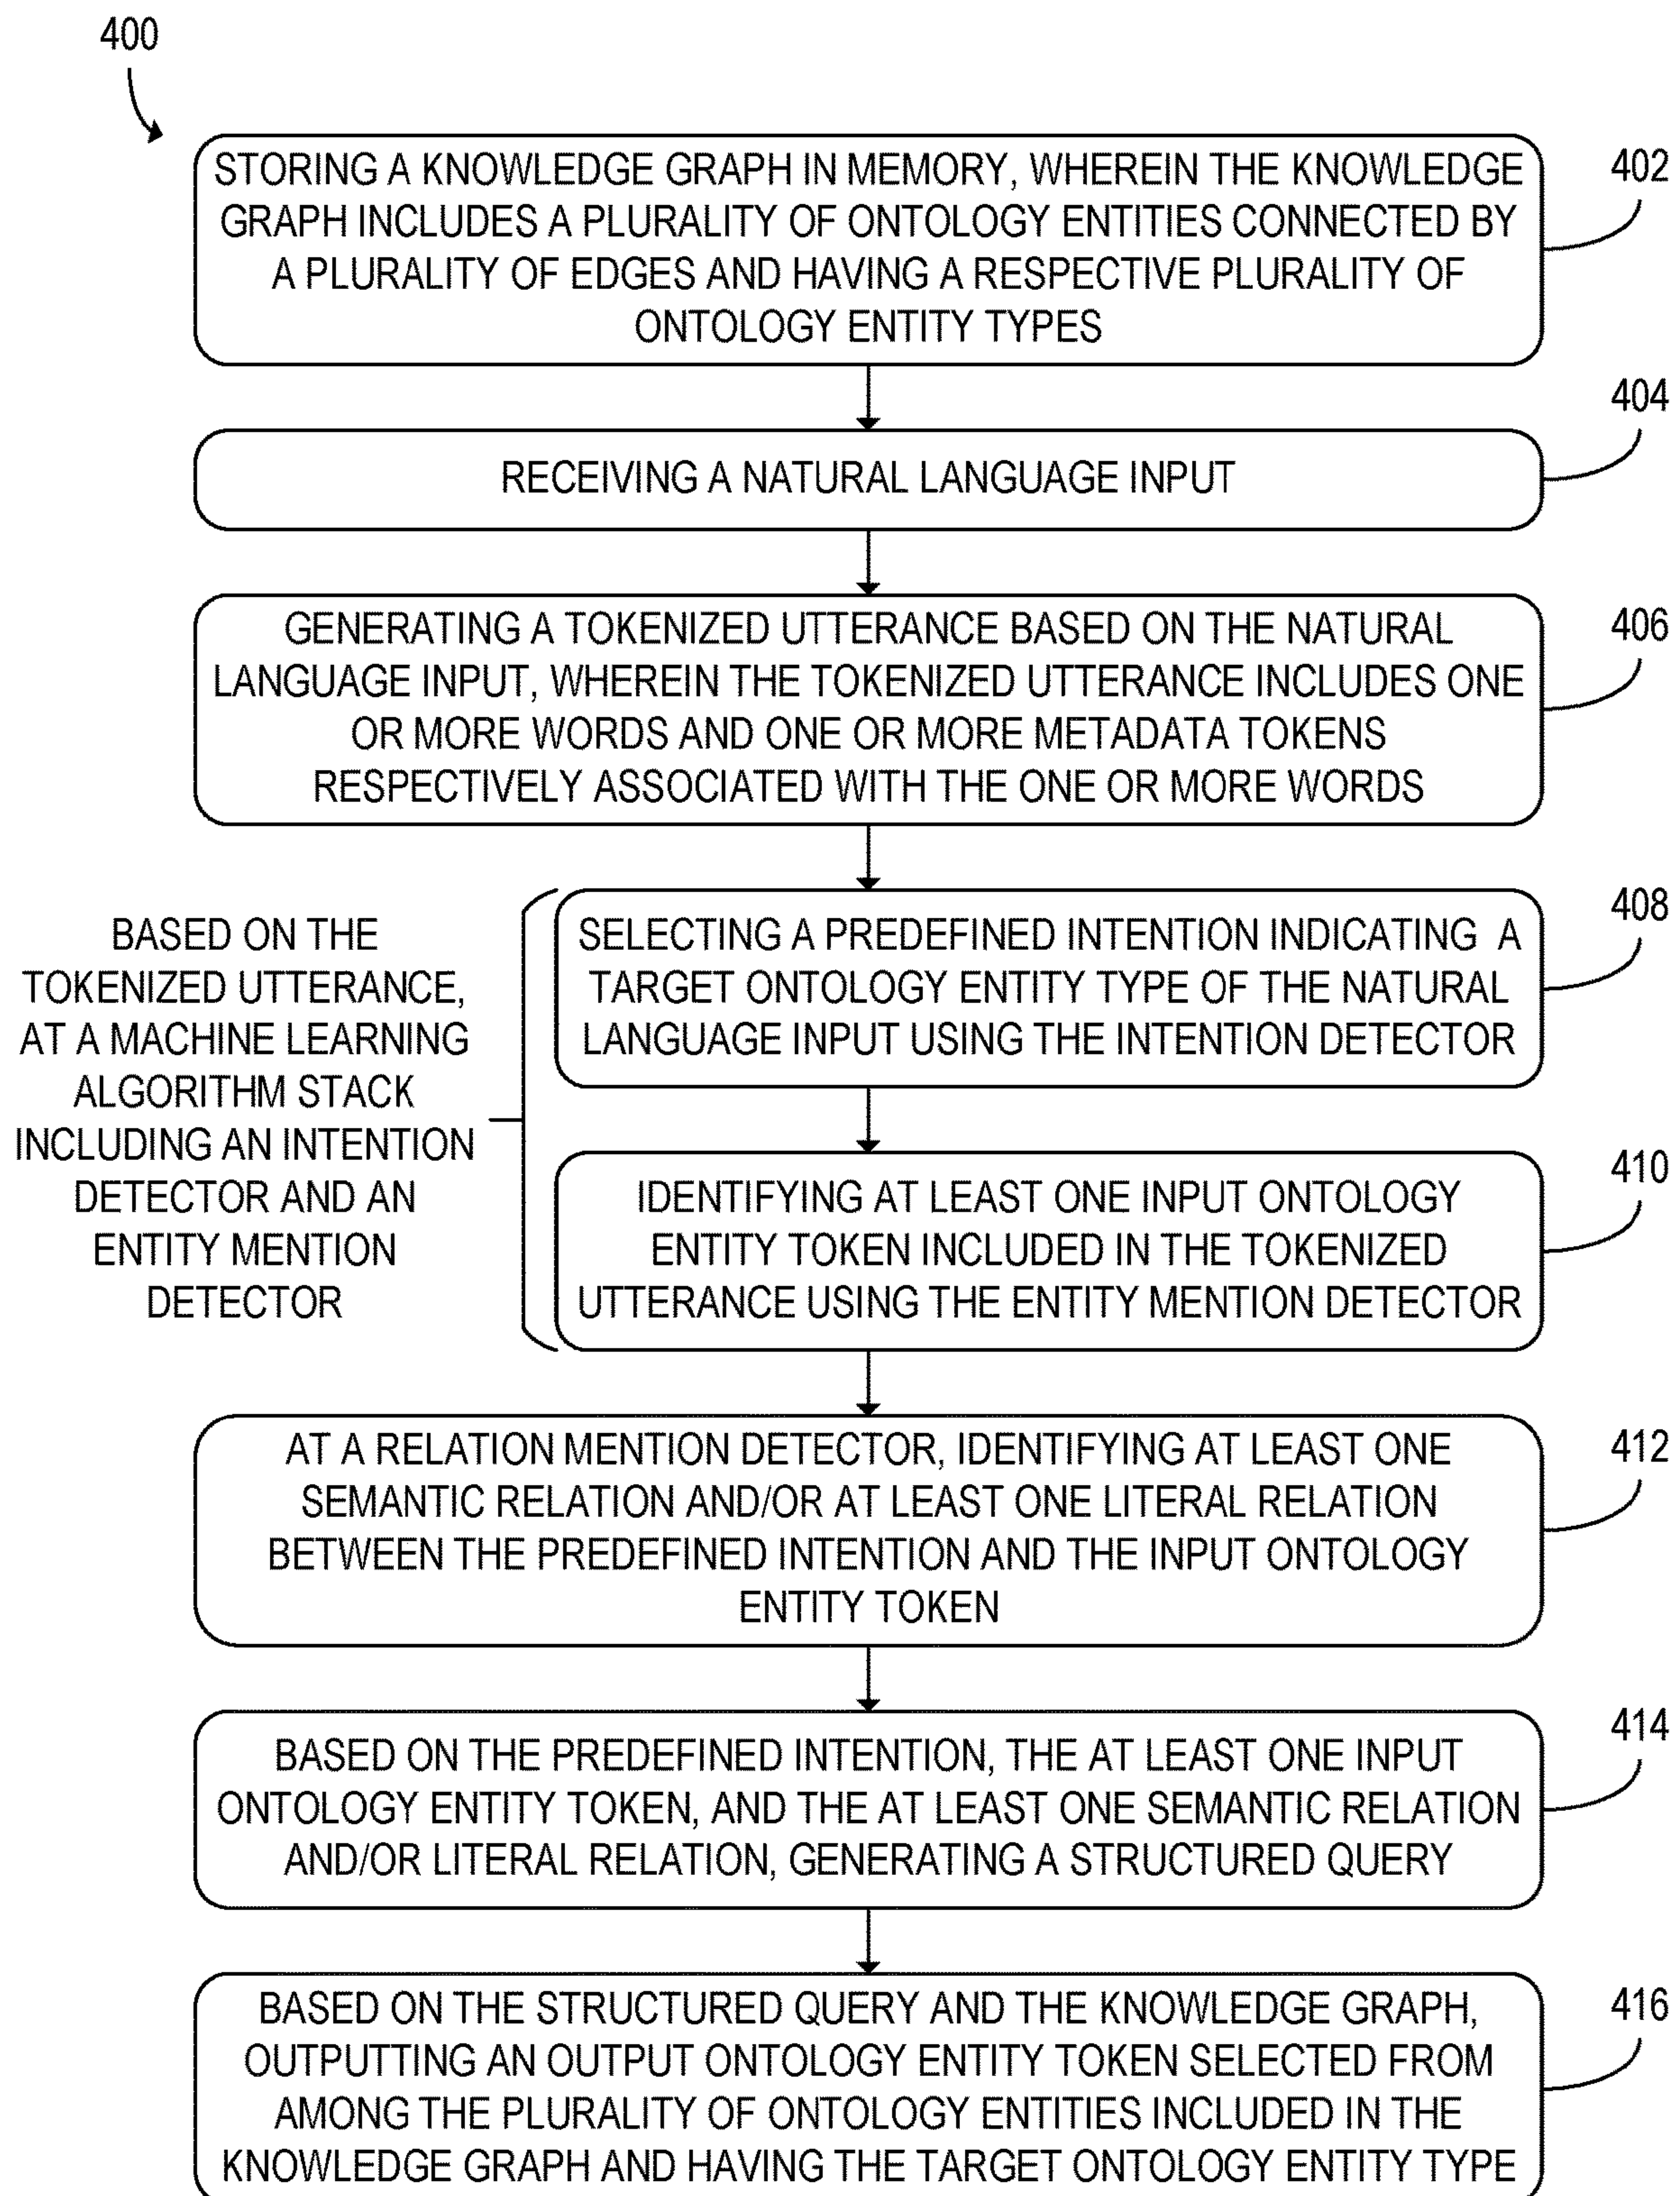 400
STORING A KNOWLEDGE GRAPH IN MEMORY, WHEREIN THE KNOWLEDGE
GRAPH INCLUDES A PLURALITY OF ONTOLOGY ENTITIES CONNECTED BY
A PLURALITY OF EDGES AND HAVING A RESPECTIVE PLURALITY OF
ONTOLOGY ENTITY TYPES
402
RECEIVING A NATURAL LANGUAGE INPUT
404
GENERATING A TOKENIZED UTTERANCE BASED ON THE NATURAL
LANGUAGE INPUT, WHEREIN THE TOKENIZED UTTERANCE INCLUDES ONE
OR MORE WORDS AND ONE OR MORE METADATA TOKENS
RESPECTIVELY ASSOCIATED WITH THE ONE OR MORE WORDS
406
BASED ON THE
TOKENIZED UTTERANCE,
AT A MACHINE LEARNING
ALGORITHM STACK
INCLUDING AN INTENTION
DETECTOR AND AN
ENTITY MENTION
DETECTOR
SELECTING A PREDEFINED INTENTION INDICATING A
TARGET ONTOLOGY ENTITY TYPE OF THE NATURAL
LANGUAGE INPUT USING THE INTENTION DETECTOR
408
IDENTIFYING AT LEAST ONE INPUT ONTOLOGY
ENTITY TOKEN INCLUDED IN THE TOKENIZED
UTTERANCE USING THE ENTITY MENTION DETECTOR
410
AT A RELATION MENTION DETECTOR, IDENTIFYING AT LEAST ONE
SEMANTIC RELATION AND/OR AT LEAST ONE LITERAL RELATION
BETWEEN THE PREDEFINED INTENTION AND THE INPUT ONTOLOGY
ENTITY TOKEN
412
BASED ON THE PREDEFINED INTENTION, THE AT LEAST ONE INPUT
ONTOLOGY ENTITY TOKEN, AND THE AT LEAST ONE SEMANTIC RELATION
AND/OR LITERAL RELATION, GENERATING A STRUCTURED QUERY
414
BASED ON THE STRUCTURED QUERY AND THE KNOWLEDGE GRAPH,
OUTPUTTING AN OUTPUT ONTOLOGY ENTITY TOKEN SELECTED FROM
AMONG THE PLURALITY OF ONTOLOGY ENTITIES INCLUDED IN THE
KNOWLEDGE GRAPH AND HAVING THE TARGET ONTOLOGY ENTITY TYPE
416